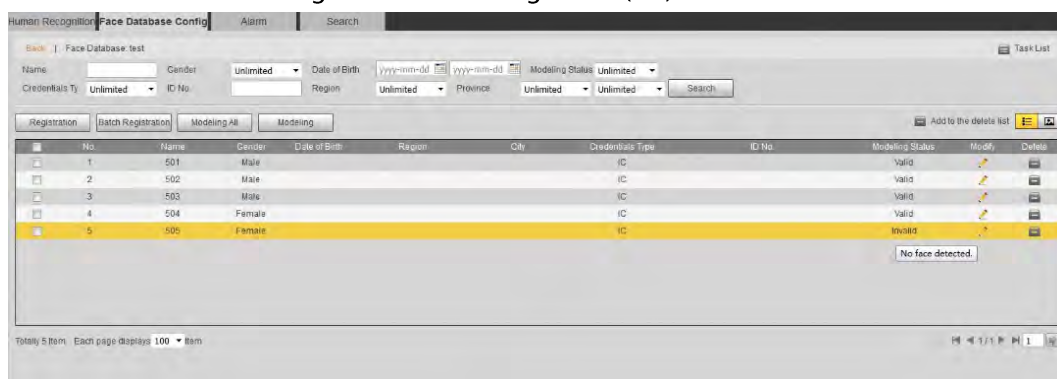 Human Recognition Face Database Config Alarm Search
Back | Face Database: test Task List
Name Gender Unlimited Date of Birth yyyy-mm-dd yyyy-mm-dd Modeling Status Unlimited
Credentials Ty Unlimited ID No. Region Unlimited Province Unlimited Unlimited Search
Registration Batch Registration Modeling All Modeling Add to the delete list
No. Name Gender Date of Birth Region City Credentials Type ID No. Modeling Status Modify Delete
1 501 Male IC Valid
2 502 Male IC Valid
3 503 Male IC Valid
4 504 Female IC Valid
5 505 Female IC Invalid
No face detected.
Totally 5 Item Each page displays 100 Item 1/1 1